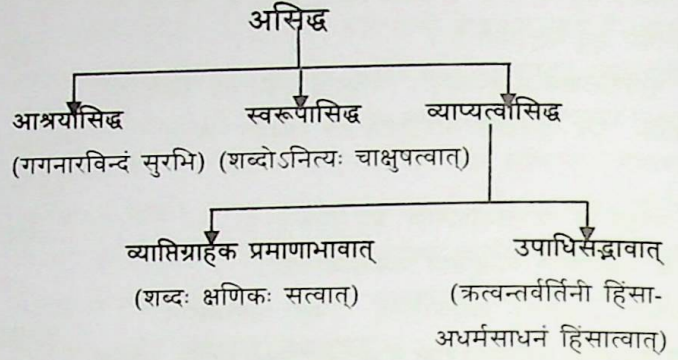 असिद्ध
आश्रयासिद्ध स्वरूपासिद्ध व्याप्यत्वासिद्ध
(गगनारविन्दं सुरभि) (शब्दोऽनित्यः चाक्षुषत्वात्)
व्याप्तिग्राहक प्रमाणाभावात् उपाधिसद्भावात्
(शब्दः क्षणिकः सत्वात्) (क्रत्वन्तर्वर्तिनी हिंसा-
अधर्मसाधनं हिंसात्वात्)